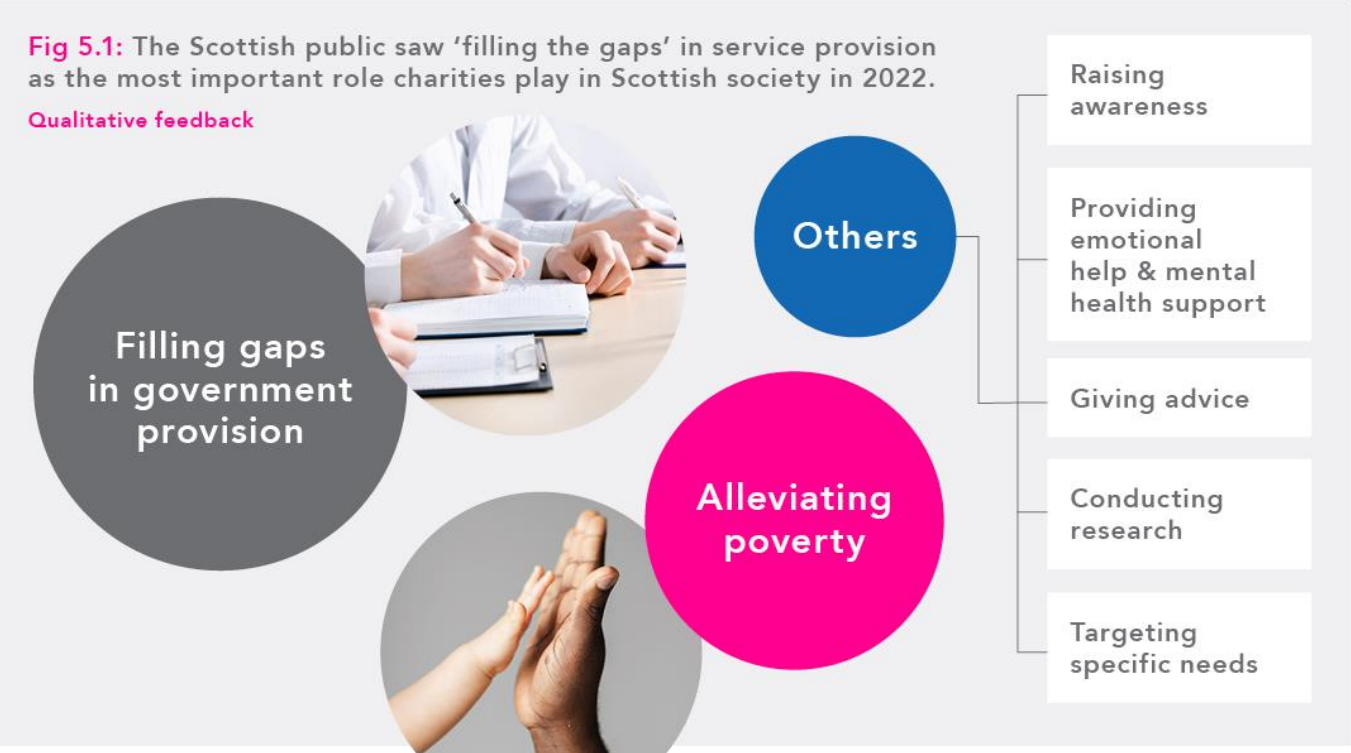 Fig 5.1: The Scottish public saw ‘filling the gaps’ in service provision
as the most important role charities play in Scottish society in 2022.
Qualitative feedback
Filling gaps
in government
provision
Others
Alleviating
poverty
Raising
awareness
Providing
emotional
help & mental
health support
Giving advice
Conducting
research
Targeting
specific needs